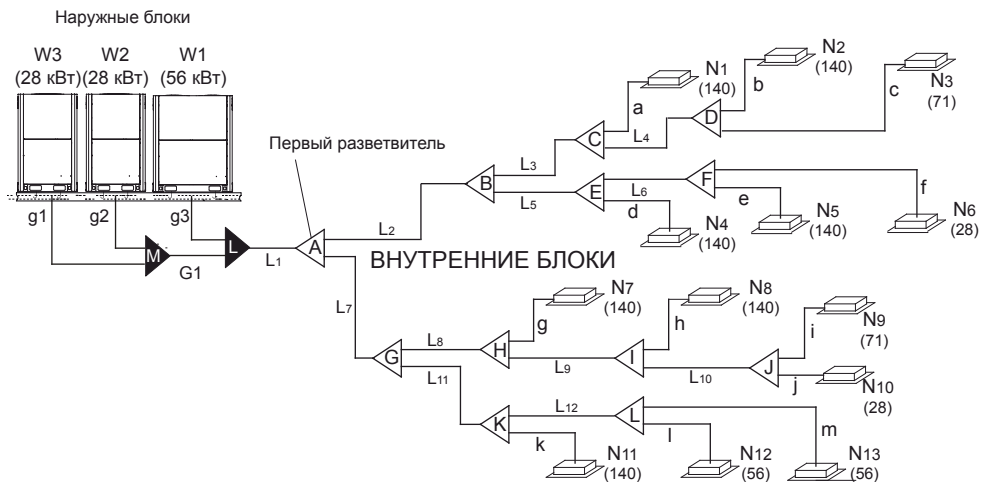 Наружные блоки
W3 W2 W1
(28 кВт) (28 кВт) (56 кВт)
Первый разветвитель
g1 g2 g3
M
G1
L
L1
A
L2
L7
B
L3
L5
C
a
L4
D
b
c
N1
(140)
N2
(140)
N3
(71)
E
L6
d
F
e
f
N4
(140)
N5
(140)
N6
(28)
ВНУТРЕННИЕ БЛОКИ
G
L8
L11
H
g
L9
I
h
L10
J
i
j
N7
(140)
N8
(140)
N9
(71)
N10
(28)
K
L12
k
L
l
m
N11
(140)
N12
(56)
N13
(56)